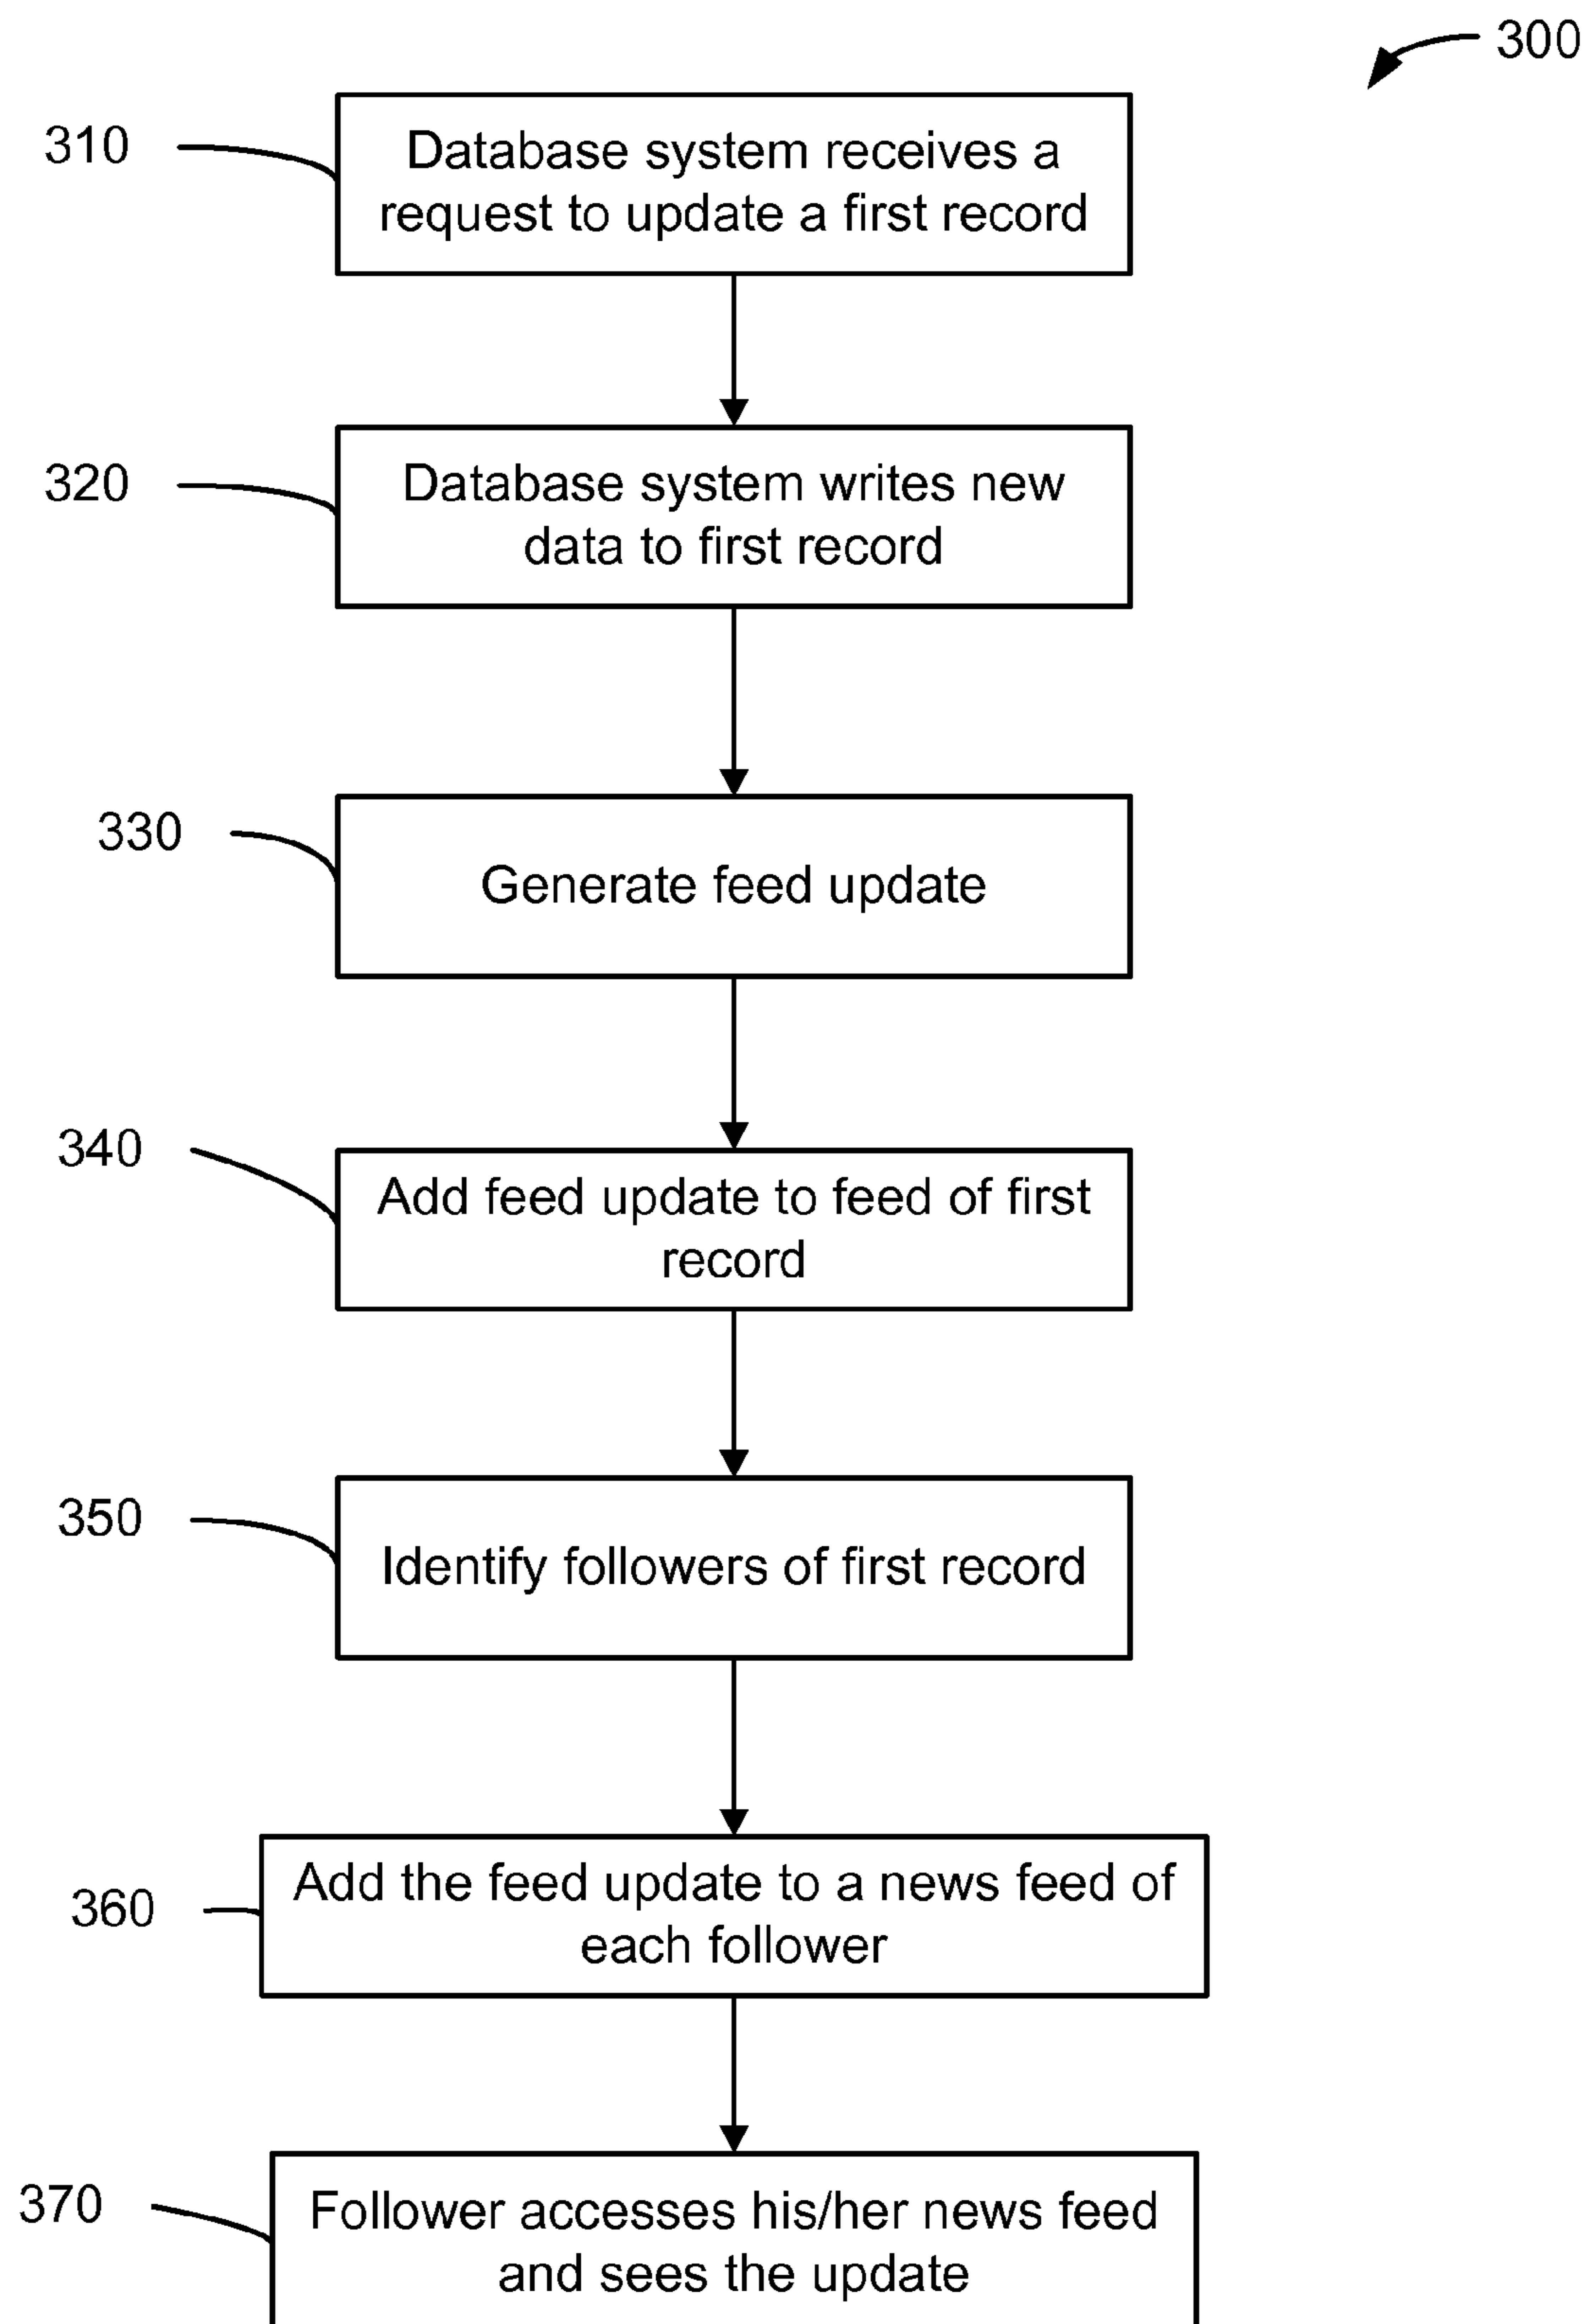 300
310
Database system receives a
request to update a first record
320
Database system writes new
data to first record
330
Generate feed update
340
Add feed update to feed of first
record
350
Identify followers of first record
360
Add the feed update to a news feed of
each follower
370
Follower accesses his/her news feed
and sees the update